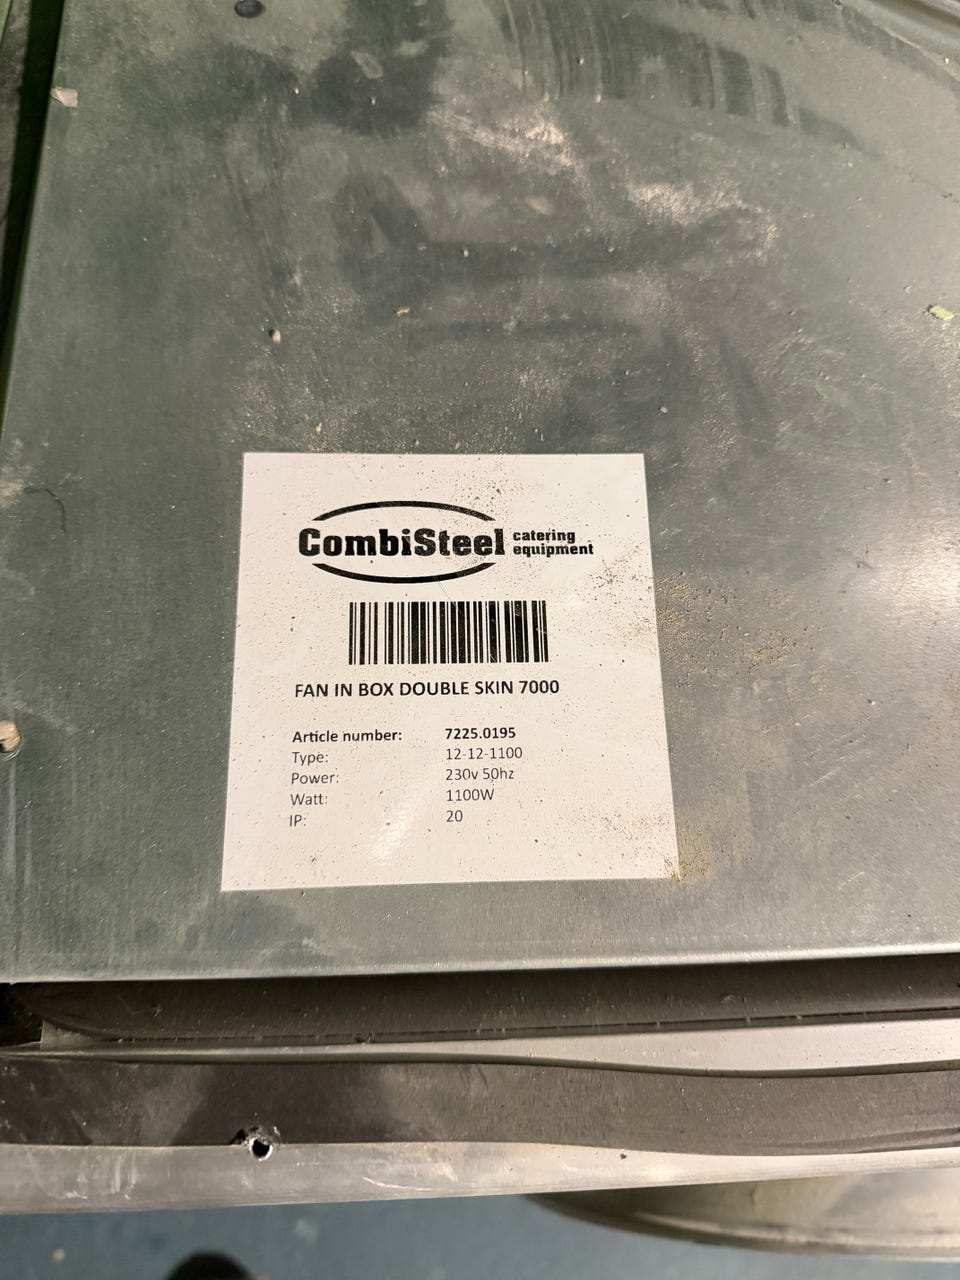 CombiSteel catering equipment
FAN IN BOX DOUBLE SKIN 7000
Article number: 7225.0195
Type: 12-12-1100
Power: 230v 50hz
Watt: 1100W
IP: 20